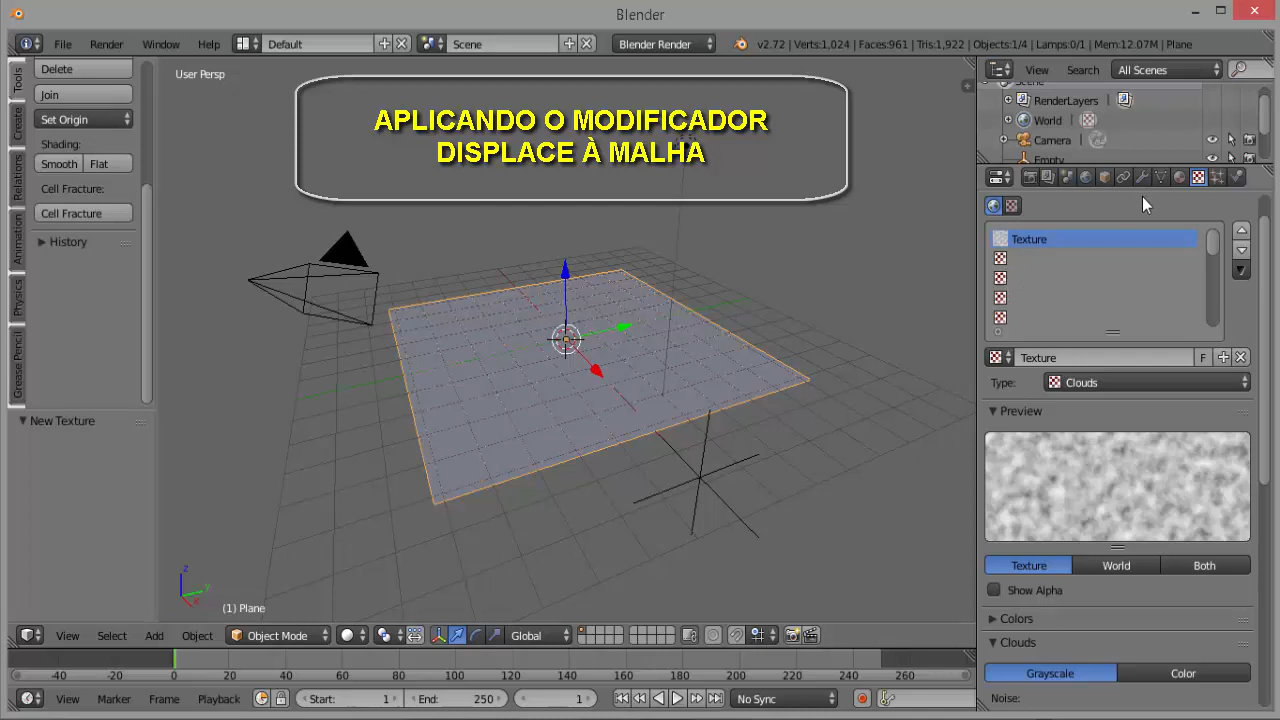 Blender
File Render Window Help Default Scene Blender Render v2.72 | Verts:1,024 | Faces:961 | Tris:1,922 | Objects:1/4 | Lamps:0/1 | Mem:12.07M | Plane
Tools
Create
Relations
Animation
Physics
Grease Pencil
Delete
Join
Set Origin
Shading:
Smooth Flat
Cell Fracture:
Cell Fracture
History
New Texture
User Persp
APLICANDO O MODIFICADOR
DISPLACE À MALHA
z
y
x
(1) Plane
View Search All Scenes
Scene
RenderLayers
World
Camera
Empty
Texture
Texture F
Type: Clouds
Preview
Texture World Both
Show Alpha
Colors
Clouds
Grayscale Color
Noise:
View Select Add Object Object Mode Global
-40 -20 0 20 40 60 80 100 120 140 160 180 200 220 240 260
View Marker Frame Playback Start: 1 End: 250 1 No Sync